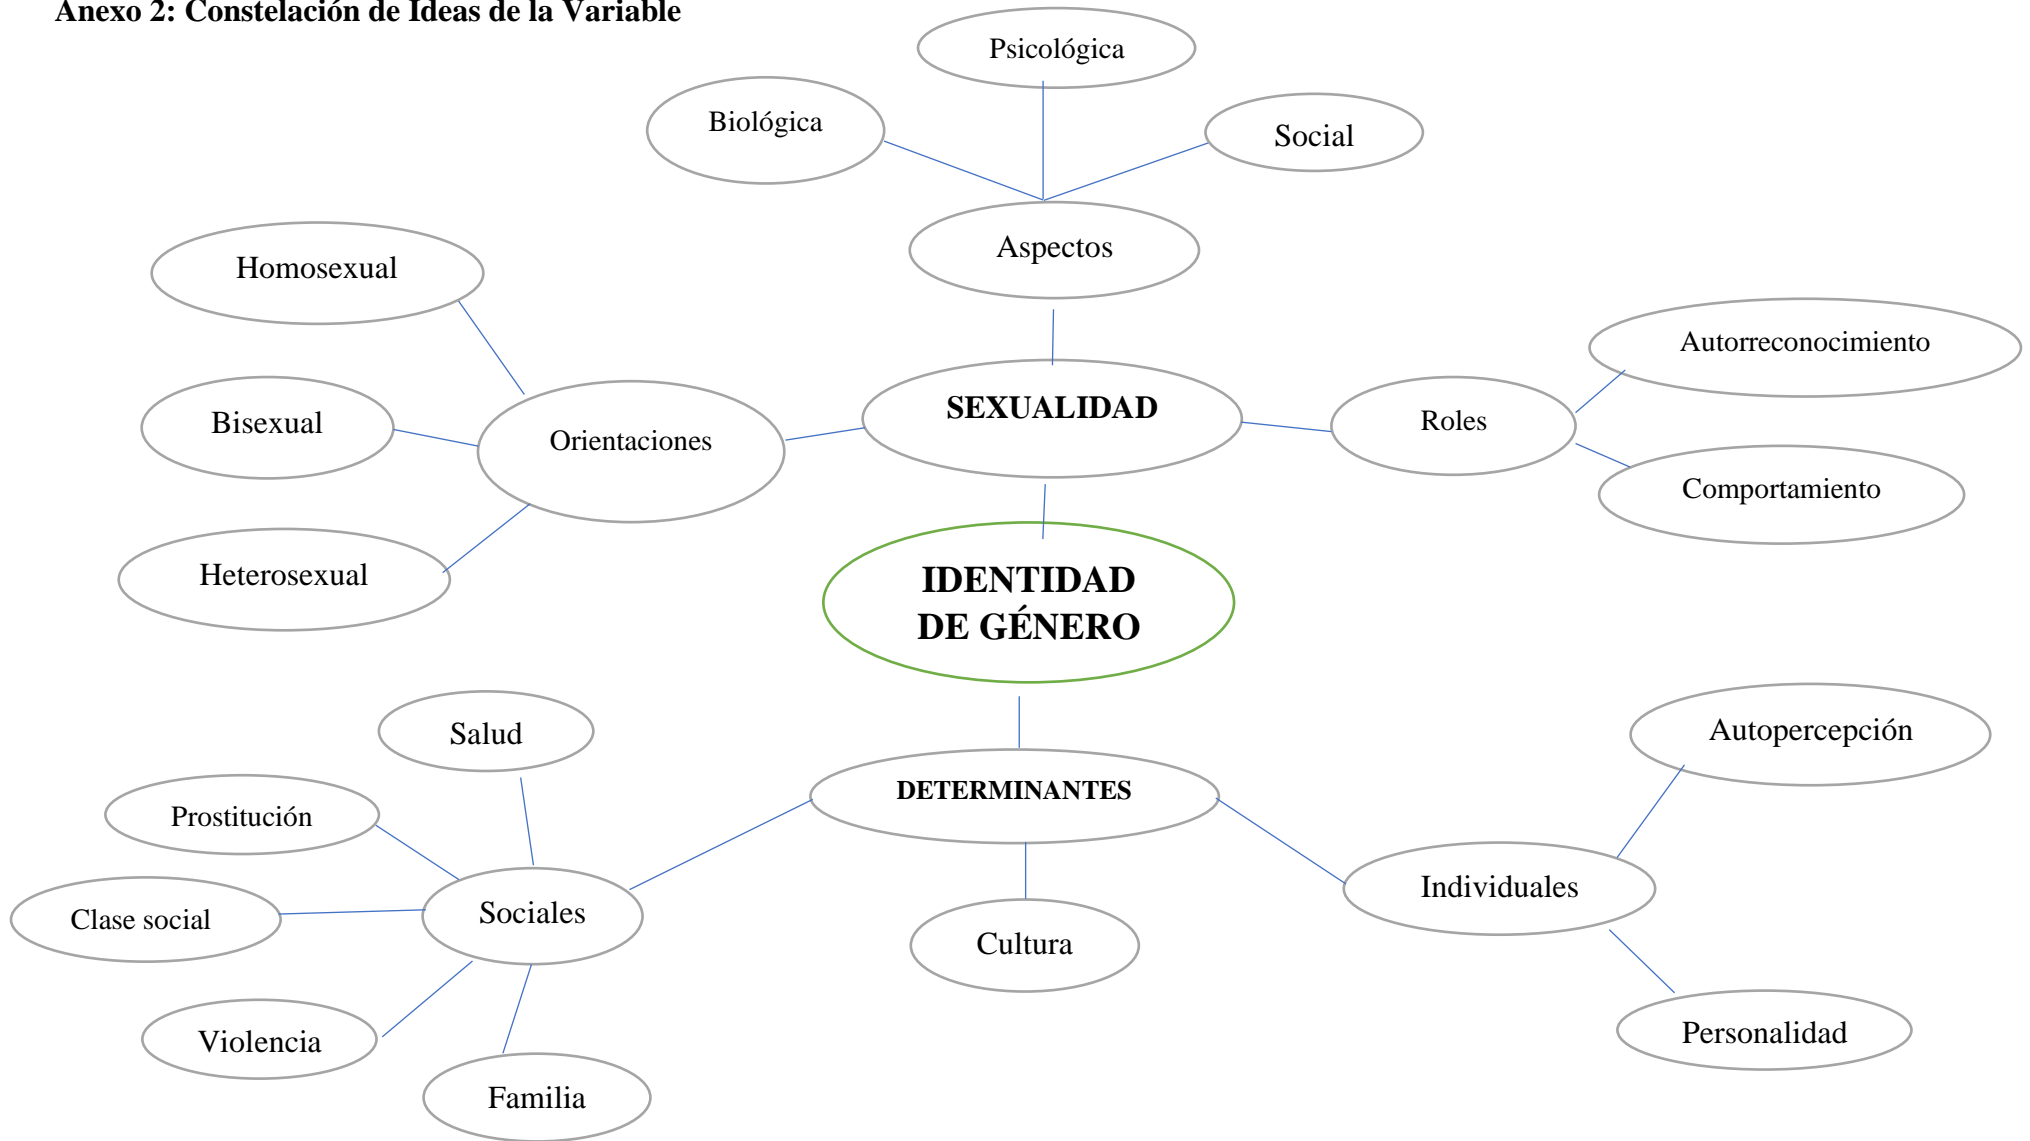 Anexo 2: Constelación de Ideas de la Variable
Psicológica
Biológica
Social
Aspectos
Homosexual
Autorreconocimiento
SEXUALIDAD
Roles
Bisexual
Orientaciones
Comportamiento
Heterosexual
IDENTIDAD
DE GÉNERO
Salud
Autopercepción
DETERMINANTES
Prostitución
Individuales
Clase social
Sociales
Cultura
Violencia
Personalidad
Familia